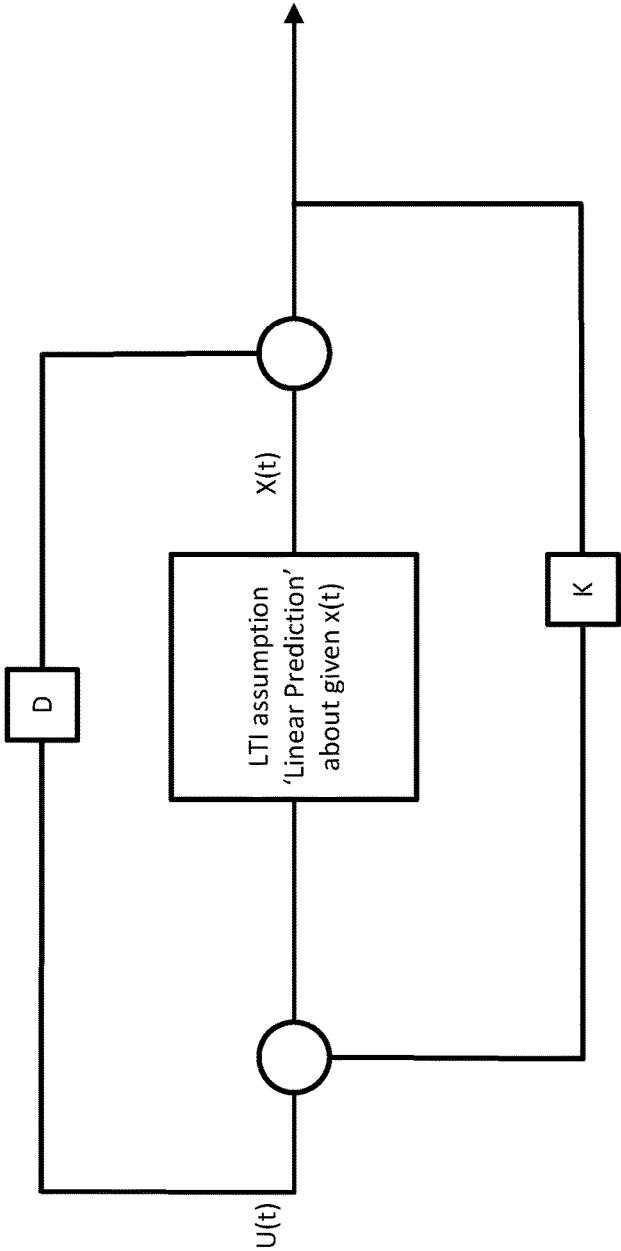 D
U(t)
LTI assumption
‘Linear Prediction’
about given x(t)
X(t)
K